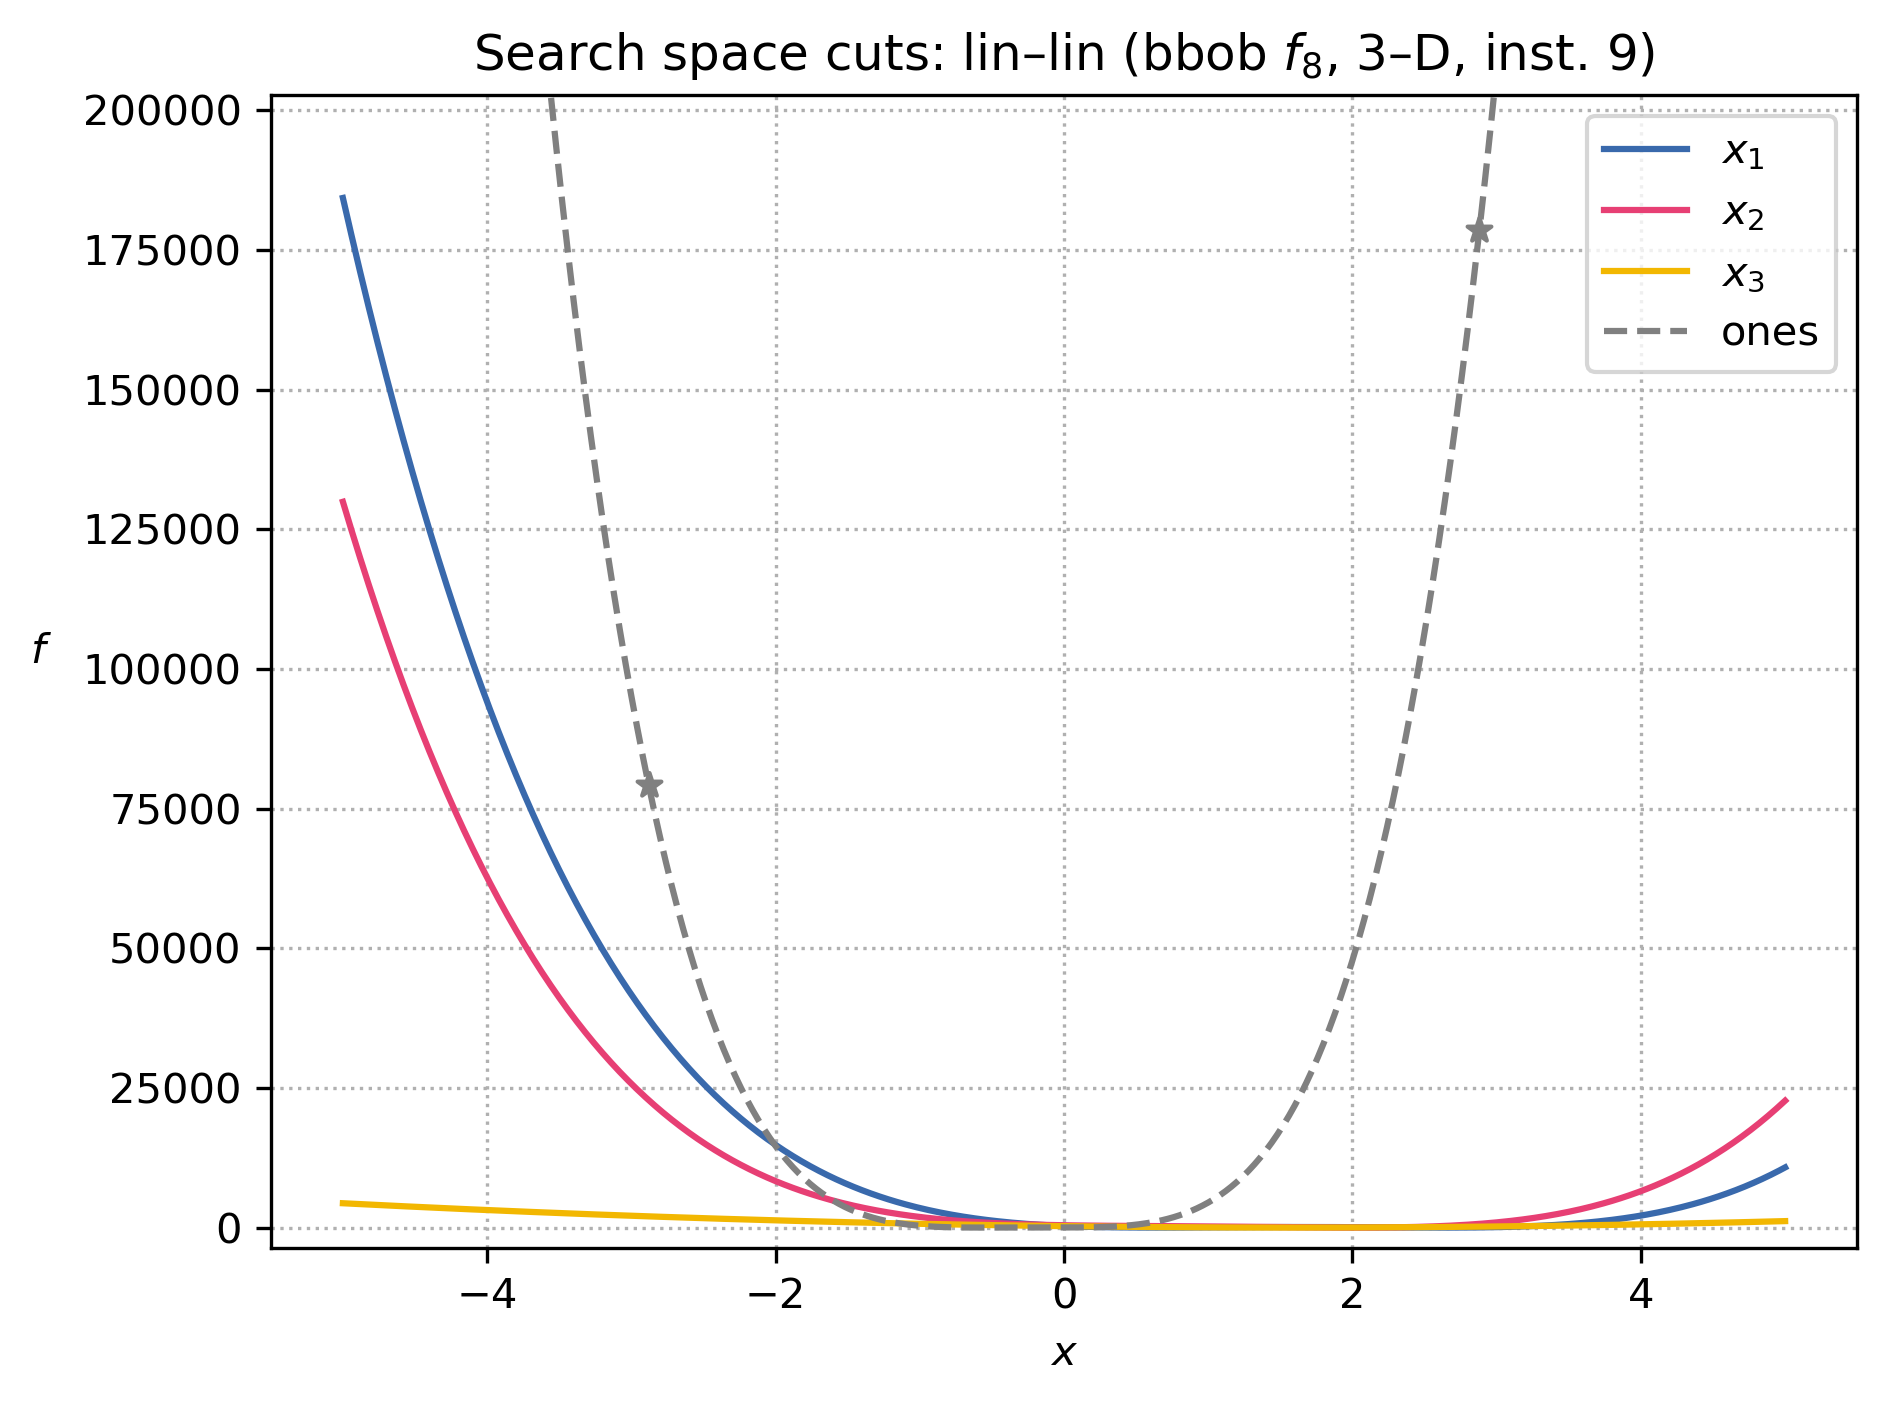 Search space cuts: lin–lin (bbob f₈, 3–D, inst. 9)
200000
175000
150000
125000
100000
75000
50000
25000
0
f
−4
−2
0
2
4
x
x₁
x₂
x₃
ones